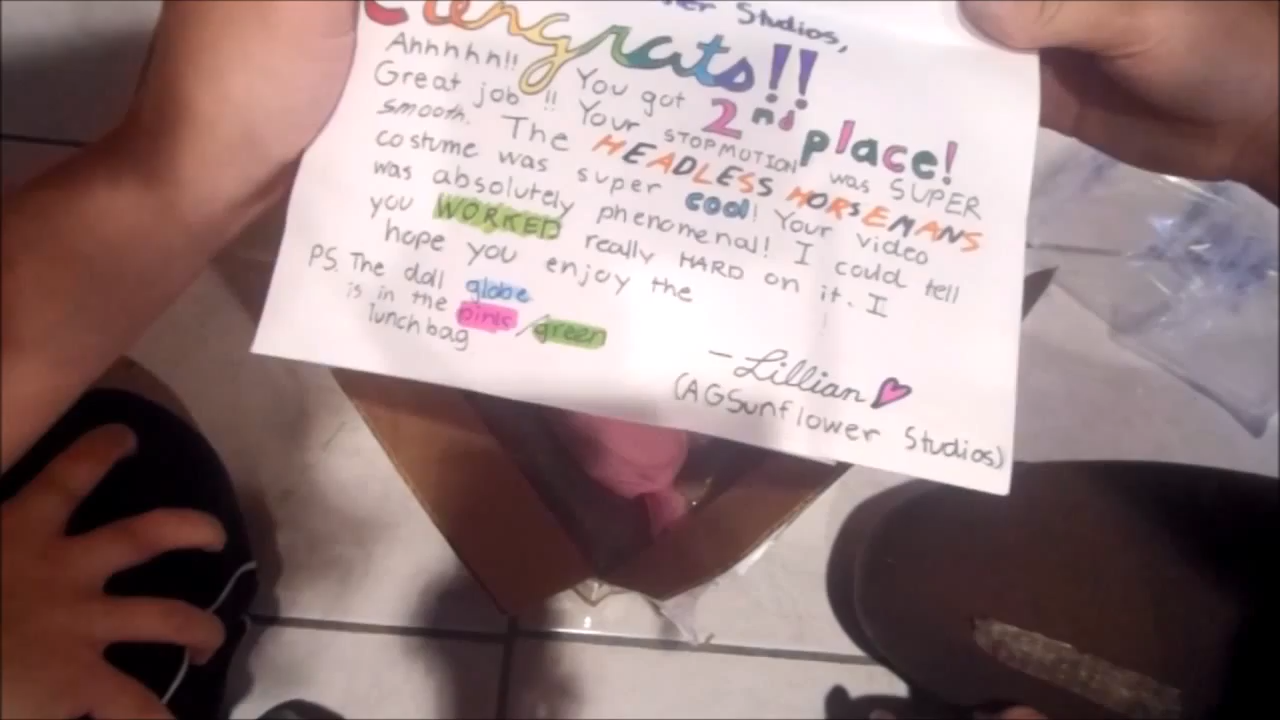 Studios,
Congrats!!
Ahhhhh!! You got 2nd place!
Great job!! Your STOPMOTION was SUPER
smooth. The HEADLESS HORSEMANS
costume was super cool! Your video
was absolutely phenomenal! I could tell
you WORKED really HARD on it. I
hope you enjoy the
PS. The doll globe
is in the pink/green
lunchbag
- Lillian ♥
(AGSunflower Studios)